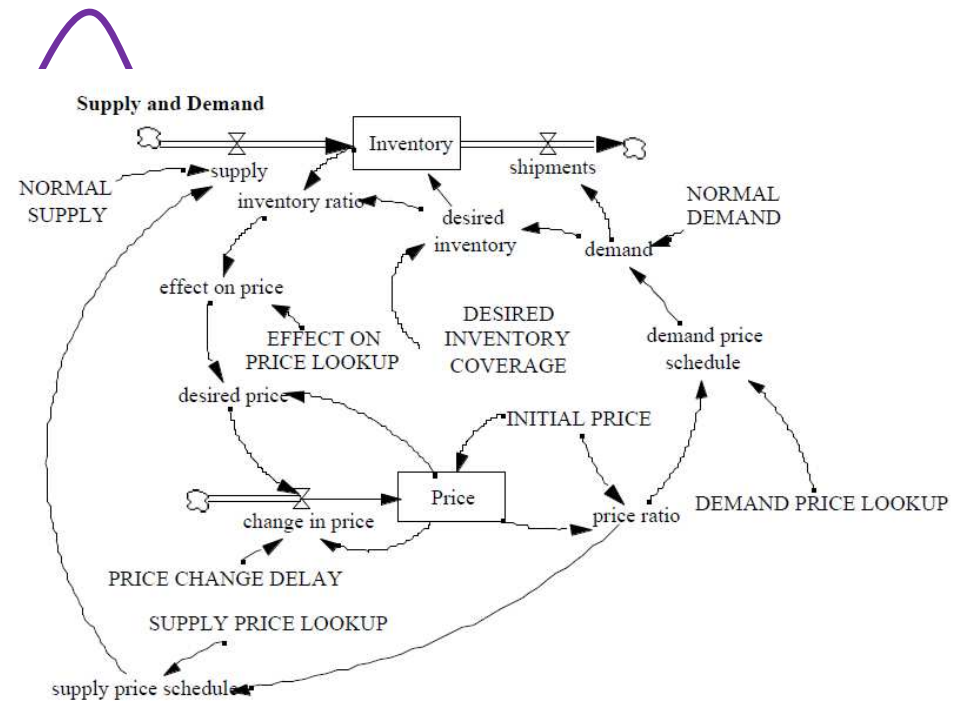 Supply and Demand
Inventory
supply
shipments
NORMAL
SUPPLY
inventory ratio
desired
inventory
NORMAL
DEMAND
demand
effect on price
EFFECT ON
PRICE LOOKUP
DESIRED
INVENTORY
COVERAGE
demand price
schedule
desired price
INITIAL PRICE
Price
change in price
price ratio
DEMAND PRICE LOOKUP
PRICE CHANGE DELAY
SUPPLY PRICE LOOKUP
supply price schedule